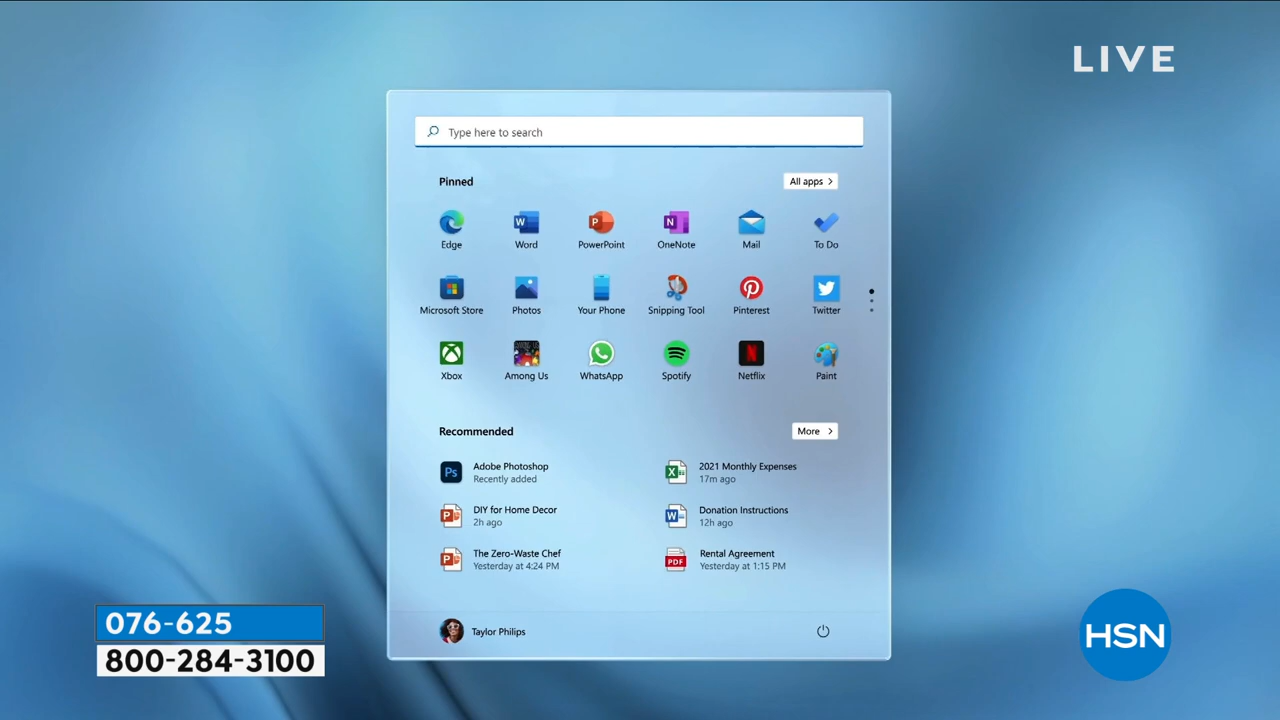 LIVE
Type here to search
Pinned
All apps
Edge
Word
PowerPoint
OneNote
Mail
To Do
Microsoft Store
Photos
Your Phone
Snipping Tool
Pinterest
Twitter
Xbox
Among Us
WhatsApp
Spotify
Netflix
Paint
Recommended
More
Ps
Adobe Photoshop
Recently added
2021 Monthly Expenses
17m ago
DIY for Home Decor
2h ago
Donation Instructions
12h ago
The Zero-Waste Chef
Yesterday at 4:24 PM
PDF
Rental Agreement
Yesterday at 1:15 PM
Taylor Philips
076-625
800-284-3100
HSN